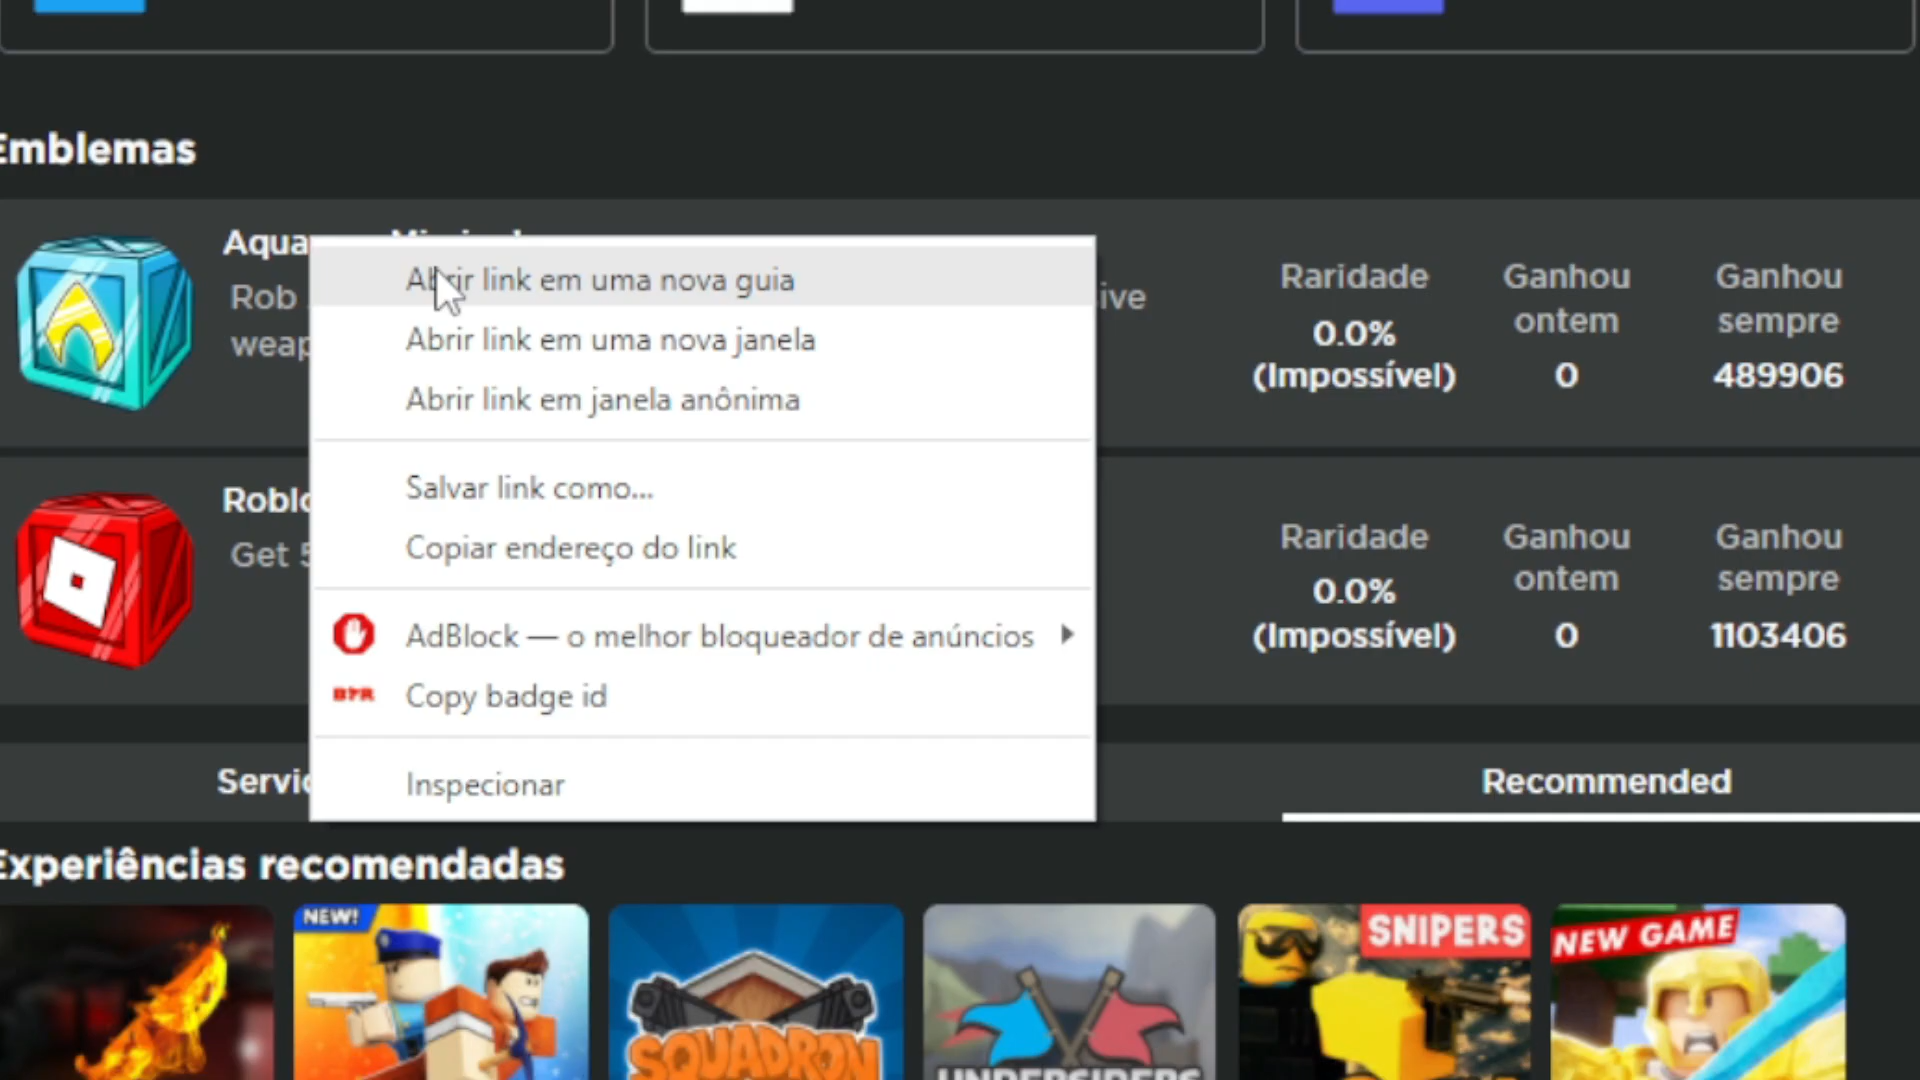 Emblemas
Aqua
Rob
ive
weap
Raridade
0.0%
(Impossível)
Ganhou
ontem
0
Ganhou
sempre
489906
Abrir link em uma nova guia
Abrir link em uma nova janela
Abrir link em janela anônima
Salvar link como...
Copiar endereço do link
AdBlock — o melhor bloqueador de anúncios
BTR Copy badge id
Inspecionar
Roblo
Get 5
Raridade
0.0%
(Impossível)
Ganhou
ontem
0
Ganhou
sempre
1103406
Servi
Recommended
Experiências recomendadas
NEW!
SQUADRON
UNDERSIDERS
SNIPERS
NEW GAME